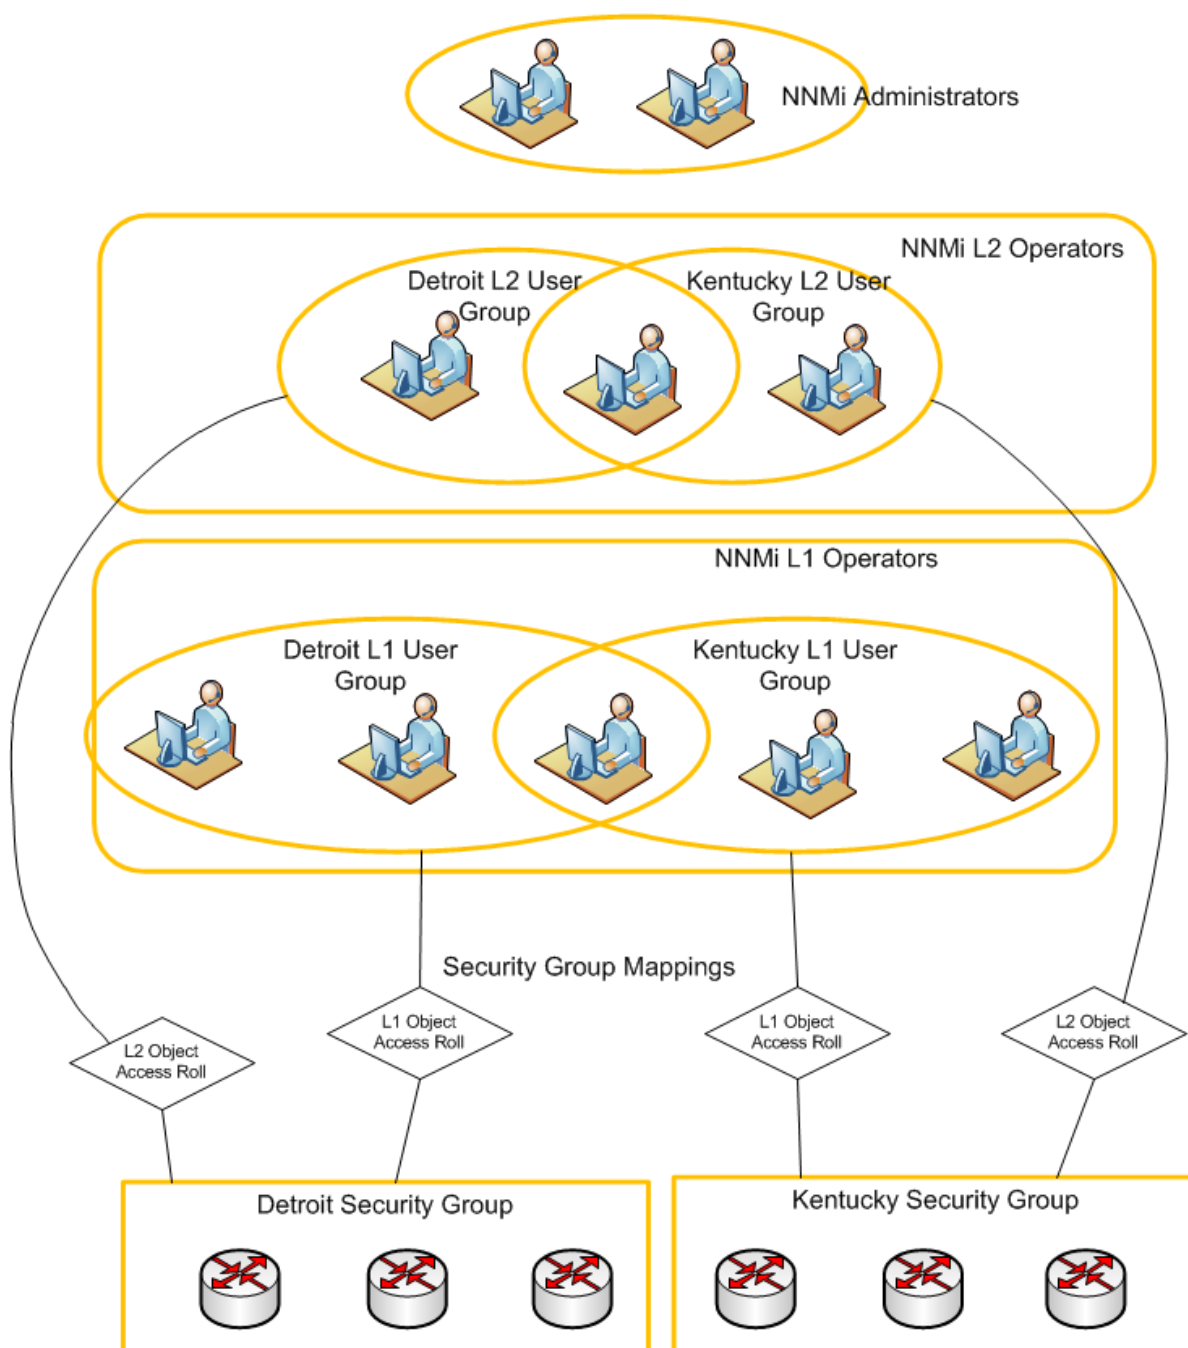 NNMi Administrators
NNMi L2 Operators
Detroit L2 User
Group
Kentucky L2 User
Group
NNMi L1 Operators
Detroit L1 User
Group
Kentucky L1 User
Group
Security Group Mappings
L2 Object
Access Roll
L1 Object
Access Roll
L1 Object
Access Roll
L2 Object
Access Roll
Detroit Security Group
Kentucky Security Group